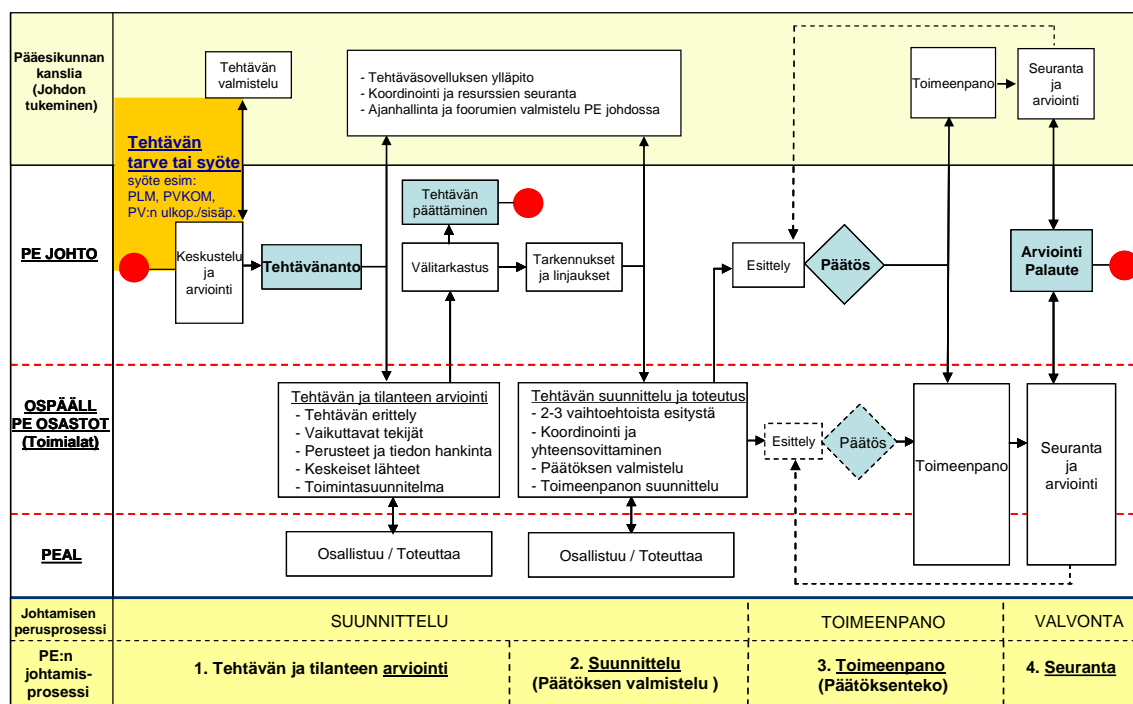 Pääesikunnan
kanslia
(Johdon
tukeminen)
Tehtävän
valmistelu
- Tehtäväsovelluksen ylläpito
- Koordinointi ja resurssien seuranta
- Ajanhallinta ja foorumien valmistelu PE johdossa
Toimeenpano
Seuranta
ja
arviointi
Tehtävän
tarve tai syöte
syöte esim:
PLM, PVKOM,
PV:n ulkop./sisäp.
PE JOHTO
Keskustelu
ja
arviointi
Tehtävänanto
Tehtävän
päättäminen
Välitarkastus
Tarkennukset
ja linjaukset
Esittely
Päätös
Arviointi
Palaute
OSPÄÄLL
PE OSASTOT
(Toimialat)
Tehtävän ja tilanteen arviointi
- Tehtävän erittely
- Vaikuttavat tekijät
- Perusteet ja tiedon hankinta
- Keskeiset lähteet
- Toimintasuunnitelma
Tehtävän suunnittelu ja toteutus
- 2-3 vaihtoehtoista esitystä
- Koordinointi ja
yhteensovittaminen
- Päätöksen valmistelu
- Toimeenpanon suunnittelu
Esittely
Päätös
Toimeenpano
Seuranta
ja
arviointi
PEAL
Osallistuu / Toteuttaa
Osallistuu / Toteuttaa
Johtamisen
perusprosessi
SUUNNITTELU
TOIMEENPANO
VALVONTA
PE:n
johtamis-
prosessi
1. Tehtävän ja tilanteen arviointi
2. Suunnittelu
(Päätöksen valmistelu )
3. Toimeenpano
(Päätöksenteko)
4. Seuranta